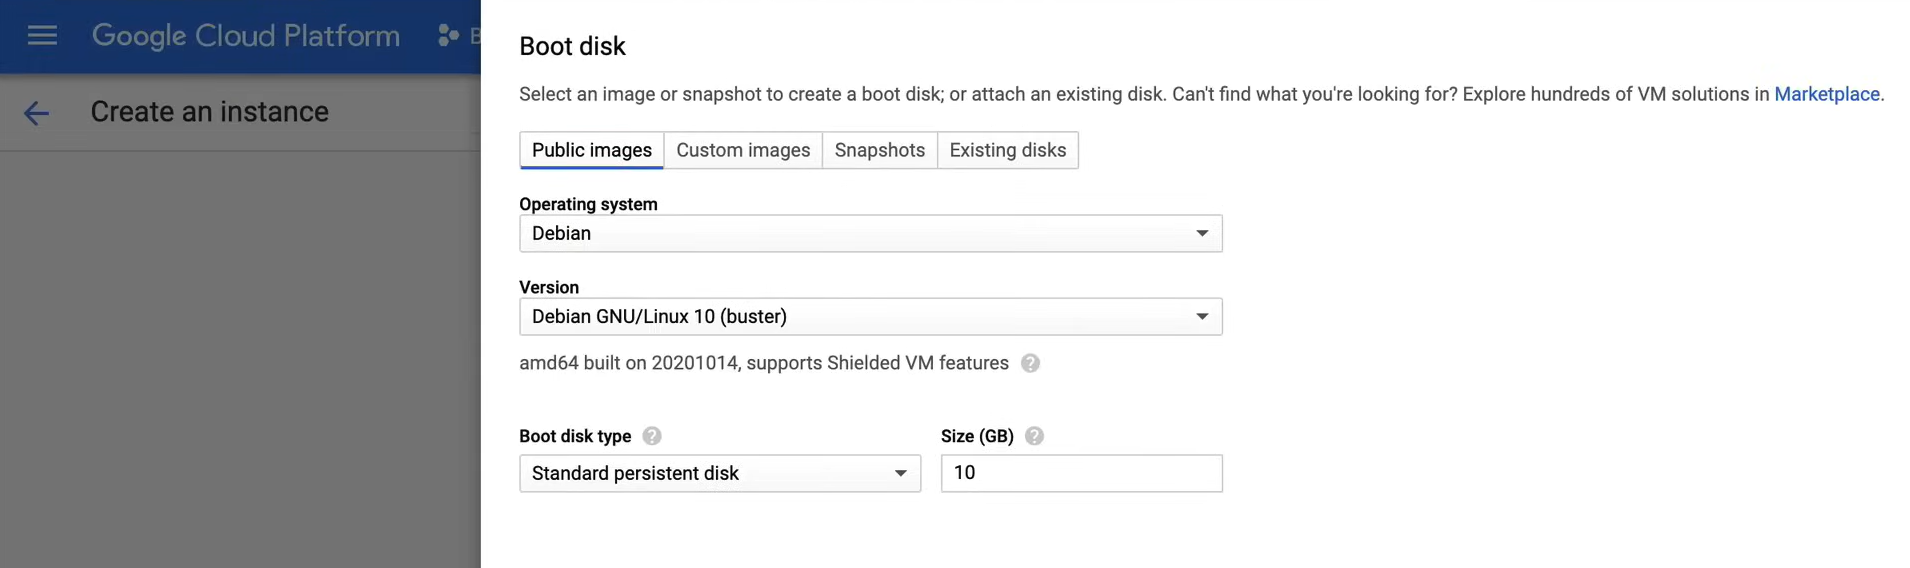 Google Cloud Platform
Create an instance
Boot disk
Select an image or snapshot to create a boot disk; or attach an existing disk. Can't find what you're looking for? Explore hundreds of VM solutions in Marketplace.
Public images Custom images Snapshots Existing disks
Operating system
Debian
Version
Debian GNU/Linux 10 (buster)
amd64 built on 20201014, supports Shielded VM features ?
Boot disk type ? Size (GB) ?
Standard persistent disk 10